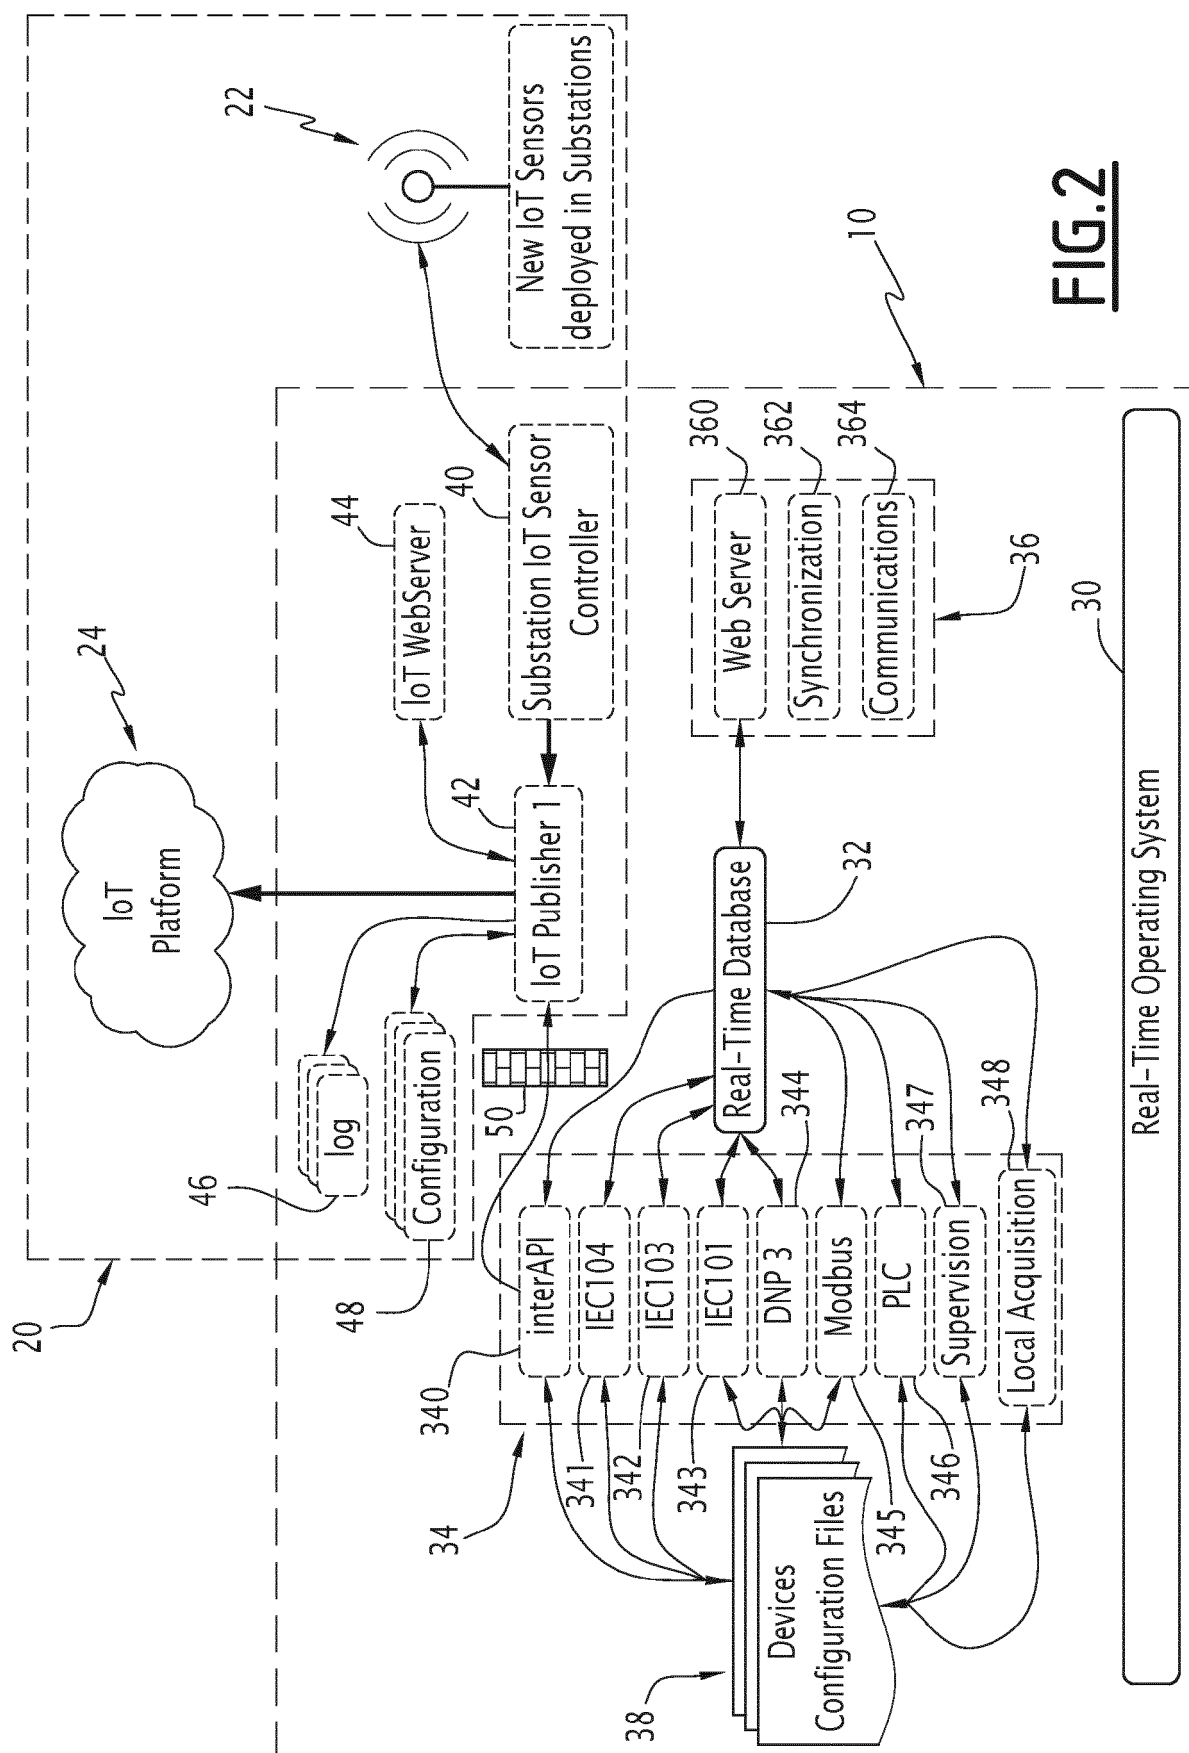 20
24
IoT
Platform
22
46
log
44
IoT WebServer
48
Configuration
42
IoT Publisher 1
40
Substation IoT Sensor
Controller
New IoT Sensors
deployed in Substations
50
34
340
interAPI
341
IEC104
342
IEC103
343
IEC101
344
DNP 3
345
Modbus
346
PLC
347
Supervision
348
Local Acquisition
38
Devices
Configuration Files
32
Real-Time Database
360
Web Server
362
Synchronization
364
Communications
36
10
30
Real-Time Operating System
FIG.2